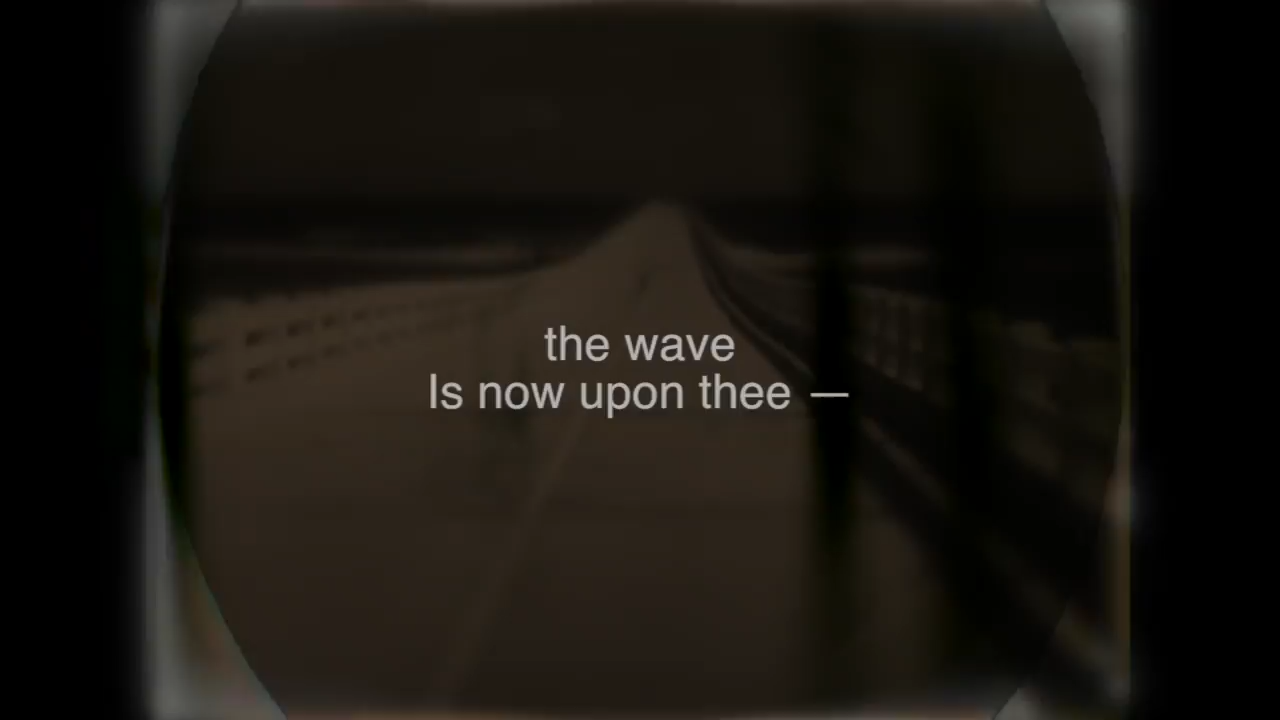 the wave
Is now upon thee —